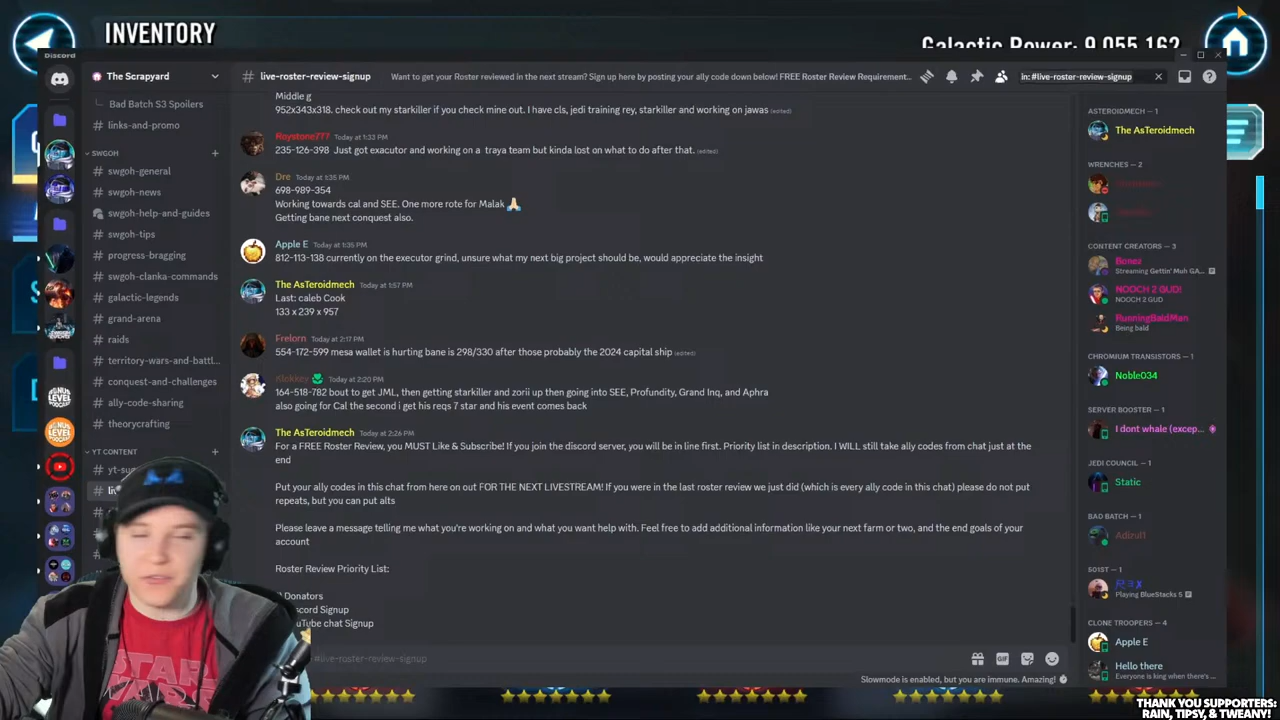 INVENTORY
Galactic Power: 9,055,162
Discord
The Scrapyard
Bad Batch S3 Spoilers
links-and-promo
SWGOH
swgoh-general
swgoh-news
swgoh-help-and-guides
swgoh-tips
progress-bragging
swgoh-clanka-commands
galactic-legends
grand-arena
raids
territory-wars-and-battl...
conquest-and-challenges
ally-code-sharing
theorycrafting
YT CONTENT
# live-roster-review-signup
Want to get your Roster reviewed in the next stream? Sign up here by posting your ally code down below! FREE Roster Review Requirement...
in: #live-roster-review-signup
Middle g
952x343x318. check out my starkiller if you check mine out. I have cls, jedi training rey, starkiller and working on jawas (edited)
Roystone777 Today at 1:32 PM
235-126-398 Just got exacutor and working on a traya team but kinda lost on what to do after that. (edited)
Dre Today at 1:35 PM
698-989-354
Working towards cal and SEE. One more rote for Malak 🙏🏻
Getting bane next conquest also.
Apple E Today at 1:35 PM
812-113-138 currently on the executor grind, unsure what my next big project should be, would appreciate the insight
The AsTeroidmech Today at 1:57 PM
Last: caleb Cook
133 x 239 x 957
Frelorn Today at 2:17 PM
554-172-599 mesa wallet is hurting bane is 298/330 after those probably the 2024 capital ship (edited)
Klokkey Today at 2:20 PM
164-518-782 bout to get JML, then getting starkiller and zorii up then going into SEE, Profundity, Grand Inq, and Aphra
also going for Cal the second i get his reqs 7 star and his event comes back
The AsTeroidmech Today at 2:26 PM
For a FREE Roster Review, you MUST Like & Subscribe! If you join the discord server, you will be in line first. Priority list in description. I WILL still take ally codes from chat just at the
end
Put your ally codes in this chat from here on out FOR THE NEXT LIVESTREAM! If you were in the last roster review we just did (which is every ally code in this chat) please do not put
repeats, but you can put alts
Please leave a message telling me what you're working on and what you want help with. Feel free to add additional information like your next farm or two, and the end goals of your
account
Roster Review Priority List:
Donators
Signup
chat Signup
#live-roster-review-signup
Slowmode is enabled, but you are immune. Amazing!
ASTEROIDMECH — 1
The AsTeroidmech
WRENCHES — 2
CONTENT CREATORS — 3
Bonez
Streaming Gettin' Muh GA...
NOOCH 2 GUD!
NOOCH 2 GUD
RunningBaldMan
Being bald
CHROMIUM TRANSISTORS — 1
Noble034
SERVER BOOSTER — 1
I dont whale (excep...
JEDI COUNCIL — 1
Static
BAD BATCH — 1
Adizul1
501ST — 1
Playing BlueStacks 5
CLONE TROOPERS — 4
Apple E
Hello there
Everyone is king when there's...
THANK YOU SUPPORTERS:
RAIN, TIPSY, & TWEANY!